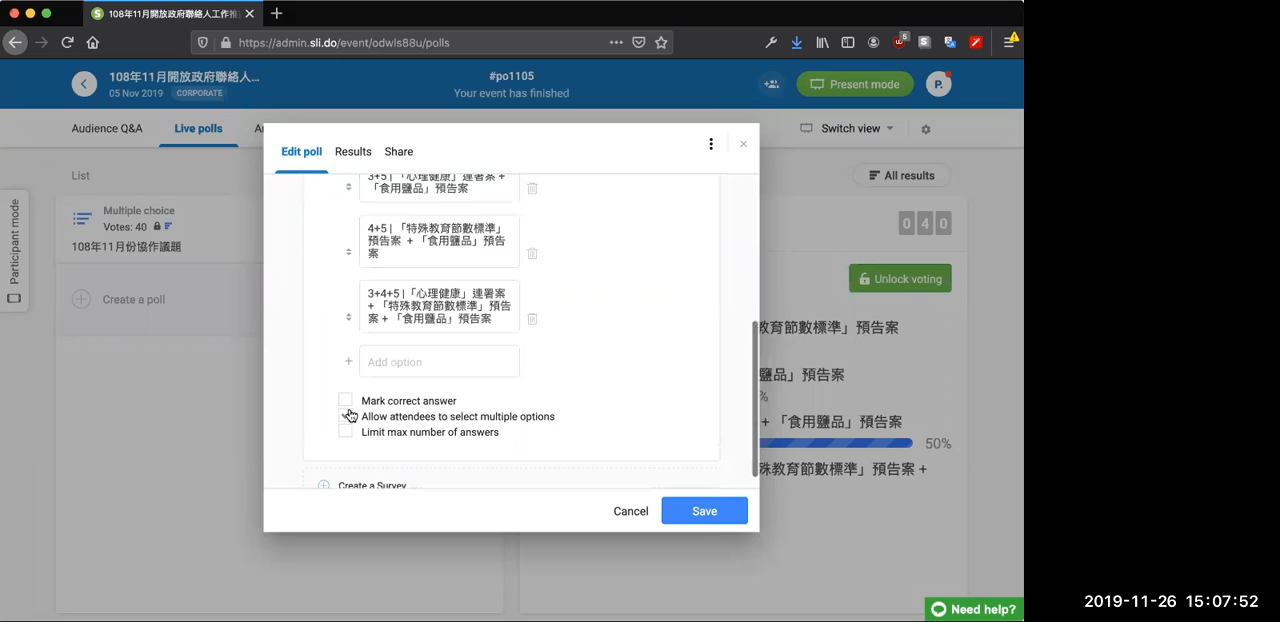 108年11月開放政府聯絡人工作推
https://admin.sli.do/event/odwls88u/polls
5
108年11月開放政府聯絡人...
05 Nov 2019 CORPORATE
#po1105
Your event has finished
Present mode
P.
Audience Q&A
Live polls
Switch view
Edit poll
Results
Share
List
All results
Participant mode
Multiple choice
Votes: 40
108年11月份協作議題
Create a poll
0 4 0
Unlock voting
3+5 | 「心理健康」連署案 +
「食用鹽品」預告案
4+5 | 「特殊教育節數標準」
預告案 + 「食用鹽品」預告
案
3+4+5 |「心理健康」連署案
+「特殊教育節數標準」預告
案 +「食用鹽品」預告案
Add option
Mark correct answer
Allow attendees to select multiple options
Limit max number of answers
Create a Survey
Cancel
Save
教育節數標準」預告案
鹽品」預告案
%
+ 「食用鹽品」預告案
50%
殊教育節數標準」預告案 +
Need help?
2019-11-26 15:07:52